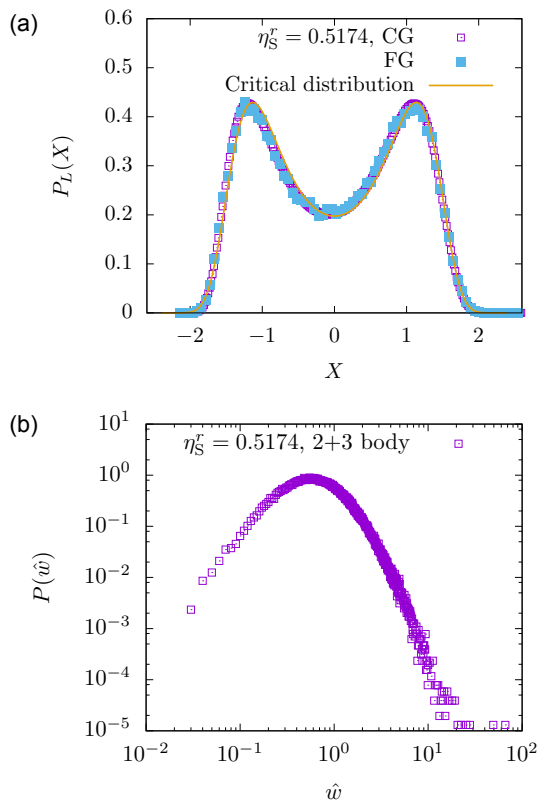 (a)
0.6
0.5
0.4
0.3
0.2
0.1
0
P_L(X)
η_S^r = 0.5174, CG
FG
Critical distribution
−2 −1 0 1 2
X
(b)
10^1
10^0
10^−1
10^−2
10^−3
10^−4
10^−5
P(ŵ)
η_S^r = 0.5174, 2+3 body
10^−2 10^−1 10^0 10^1 10^2
ŵ